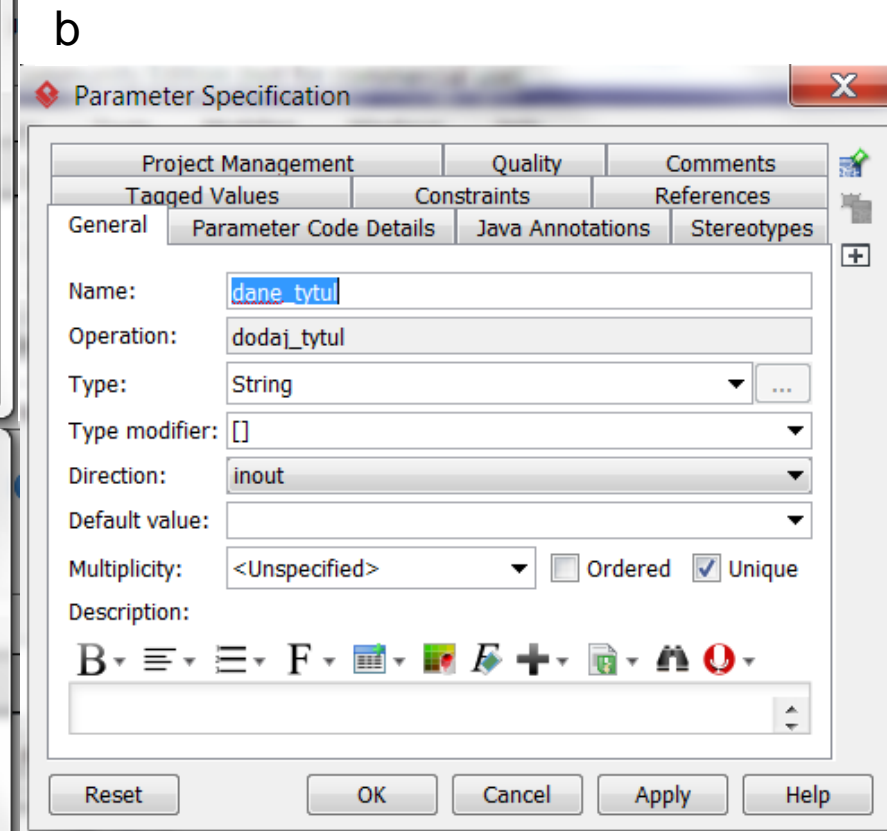 b
Parameter Specification
Project Management Quality Comments
Tagged Values Constraints References
General Parameter Code Details Java Annotations Stereotypes
Name: dane_tytul
Operation: dodaj_tytul
Type: String ...
Type modifier: []
Direction: inout
Default value:
Multiplicity: <Unspecified> Ordered Unique
Description:
B F
Reset OK Cancel Apply Help